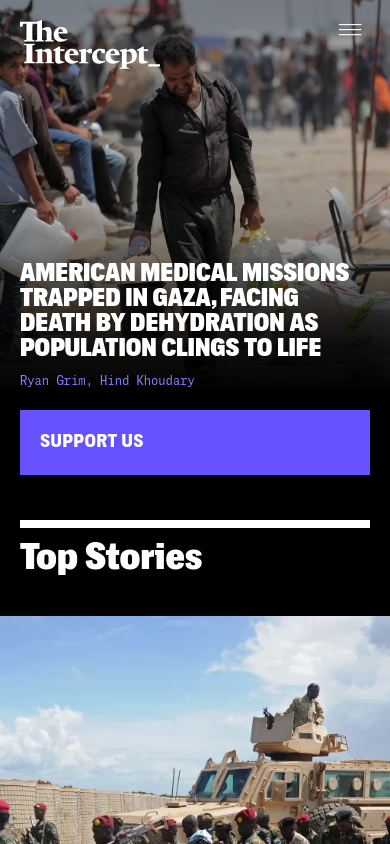 The
Intercept_
AMERICAN MEDICAL MISSIONS
TRAPPED IN GAZA, FACING
DEATH BY DEHYDRATION AS
POPULATION CLINGS TO LIFE
Ryan Grim, Hind Khoudary
SUPPORT US
Top Stories